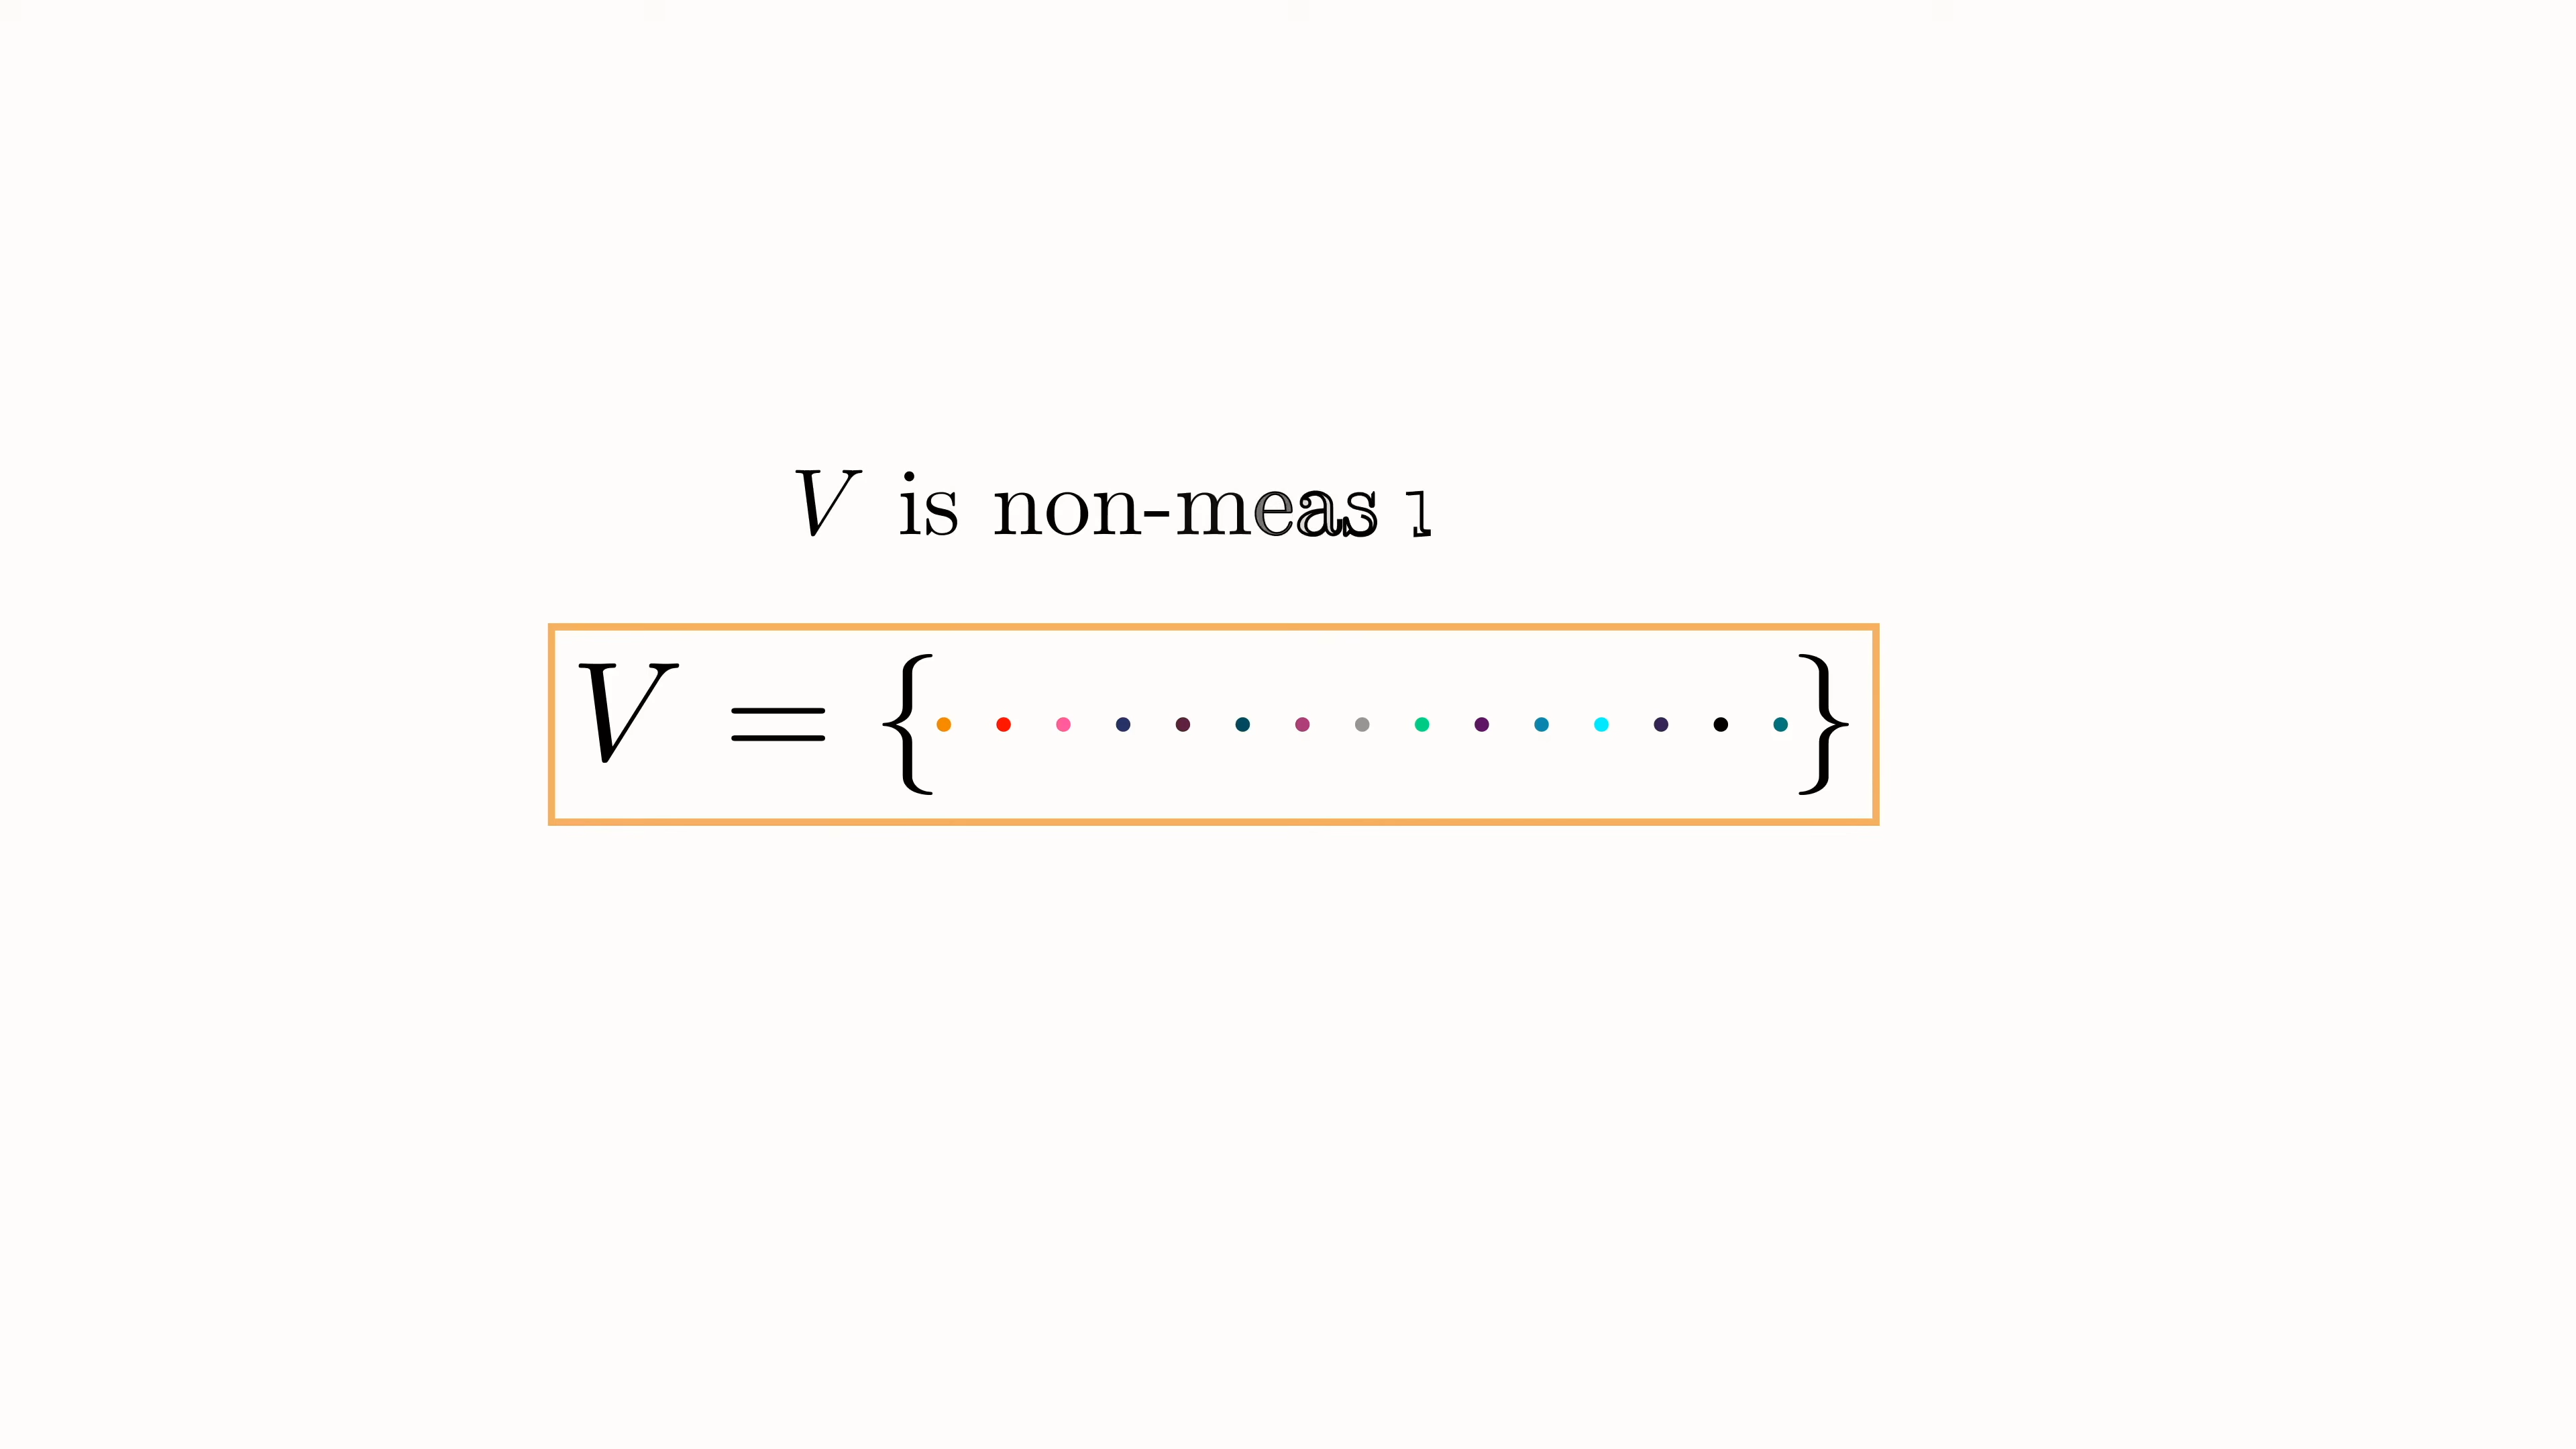 V is non-meas
V = { }